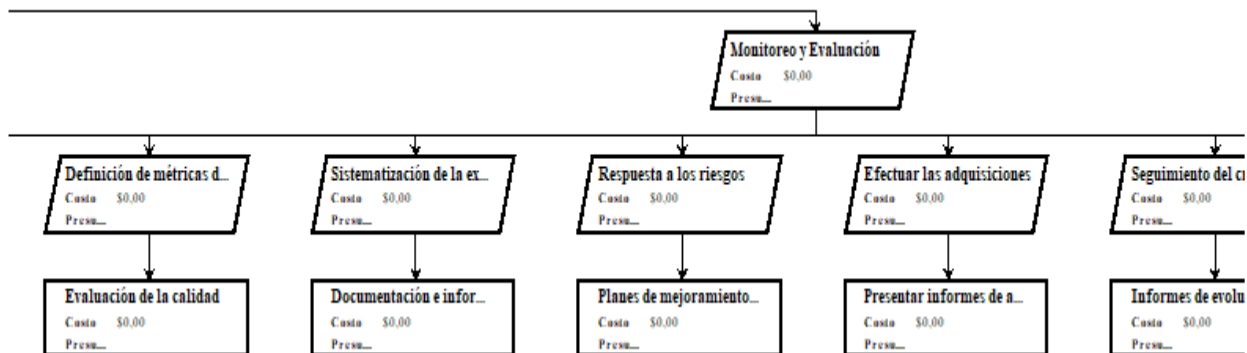 Monitoreo y Evaluación
Costo $0,00
Presu...
Definición de métricas d...
Costo $0,00
Presu...
Sistematización de la ex...
Costo $0,00
Presu...
Respuesta a los riesgos
Costo $0,00
Presu...
Efectuar las adquisiciones
Costo $0,00
Presu...
Seguimiento del
Costo $0,00
Presu...
Evaluación de la calidad
Costo $0,00
Presu...
Documentación e infor...
Costo $0,00
Presu...
Planes de mejoramiento...
Costo $0,00
Presu...
Presentar informes de a...
Costo $0,00
Presu...
Informes de evolu
Costo $0,00
Presu...